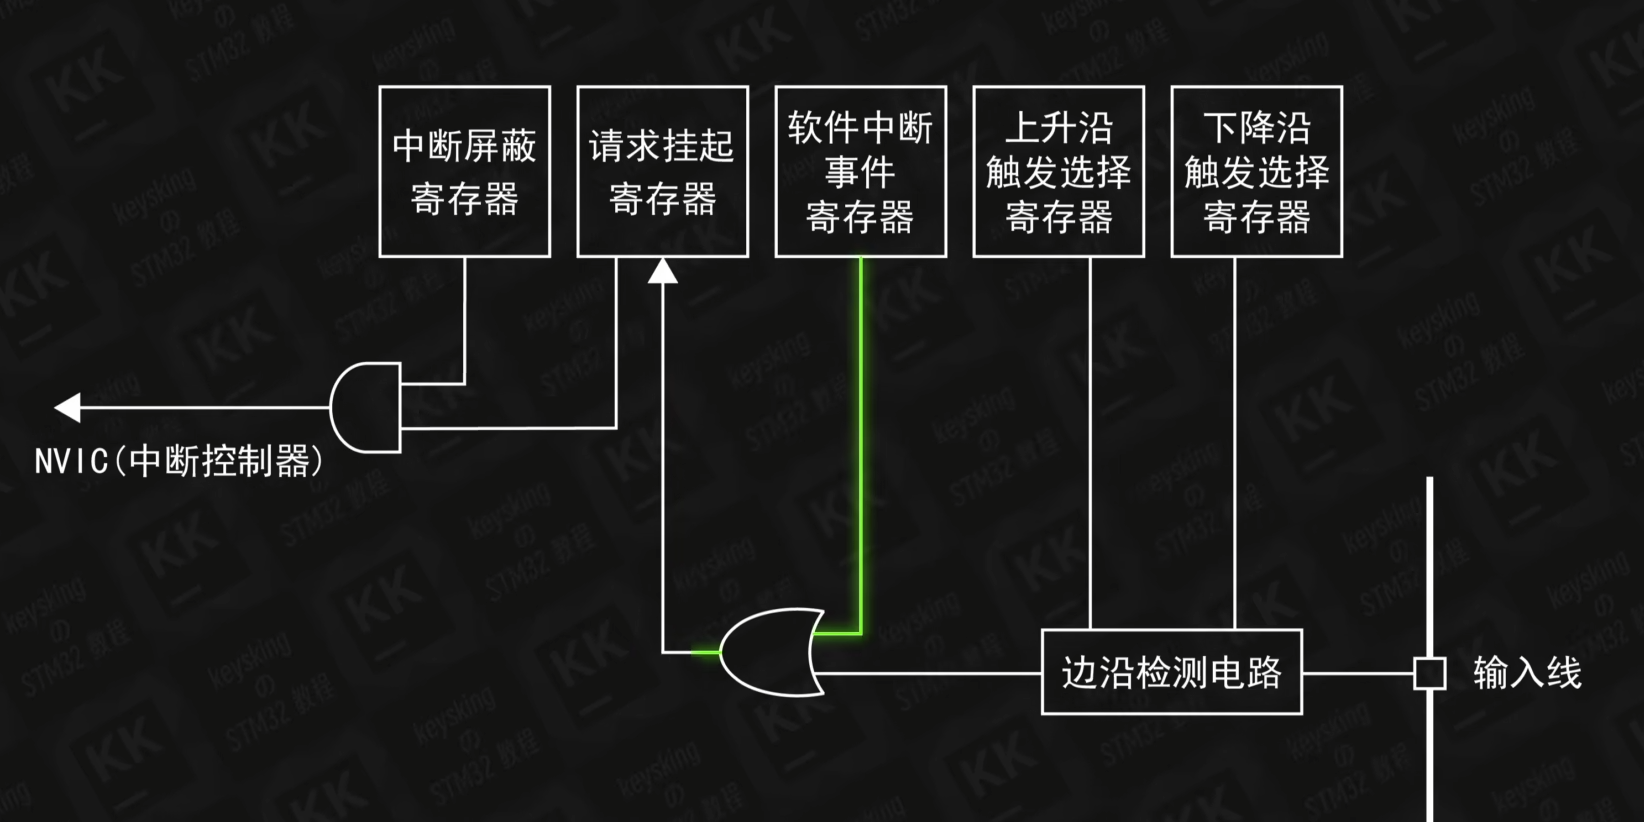 中断屏蔽
寄存器
请求挂起
寄存器
软件中断
事件
寄存器
上升沿
触发选择
寄存器
下降沿
触发选择
寄存器
NVIC(中断控制器)
边沿检测电路
输入线
KK
keysking
の
STM32 教程